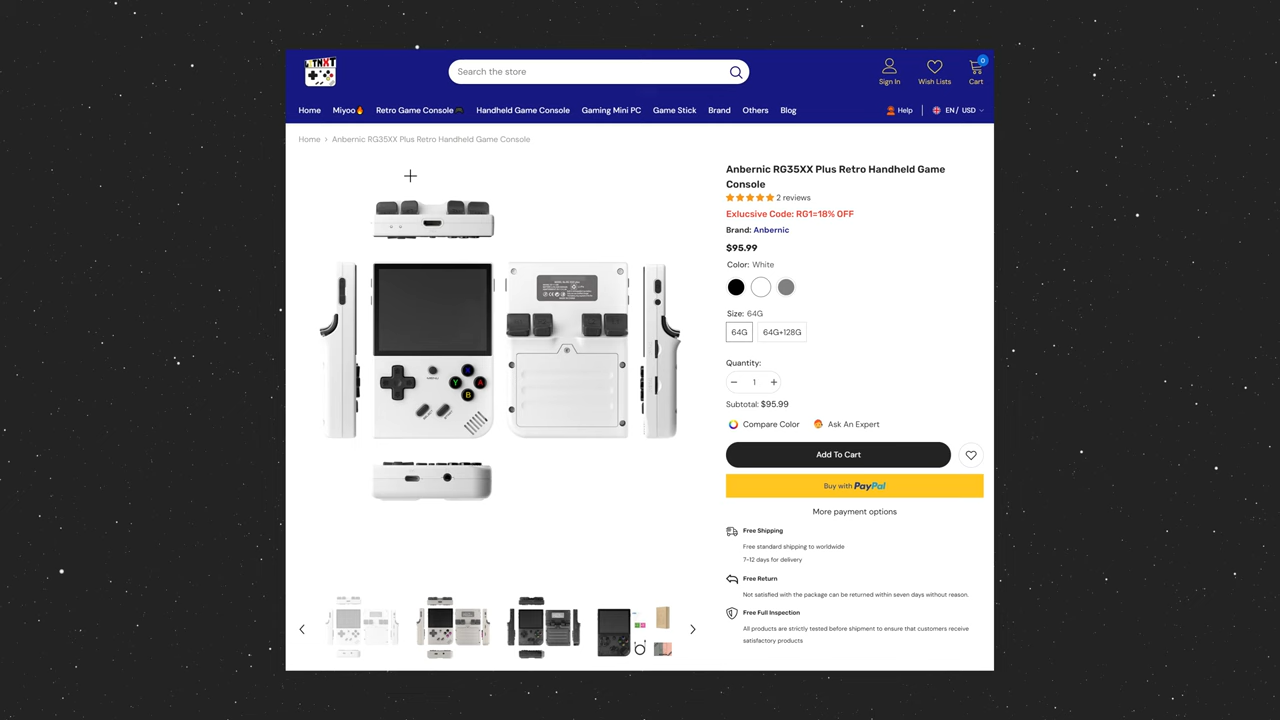 Search the store
Sign In
Wish Lists
0
Cart
Home
Miyoo
Retro Game Console
Handheld Game Console
Gaming Mini PC
Game Stick
Brand
Others
Blog
Help
EN / USD
Home > Anbernic RG35XX Plus Retro Handheld Game Console
Anbernic RG35XX Plus Retro Handheld Game
Console
2 reviews
Exlucsive Code: RG1=18% OFF
Brand: Anbernic
$95.99
Color: White
Size: 64G
64G
64G+128G
Quantity:
1
Subtotal: $95.99
Compare Color
Ask An Expert
Add To Cart
Buy with PayPal
More payment options
Free Shipping
Free standard shipping to worldwide
7-12 days for delivery
Free Return
Not satisfied with the package can be returned within seven days without reason.
Free Full Inspection
All products are strictly tested before shipment to ensure that customers receive
satisfactory products
X
Y
A
B